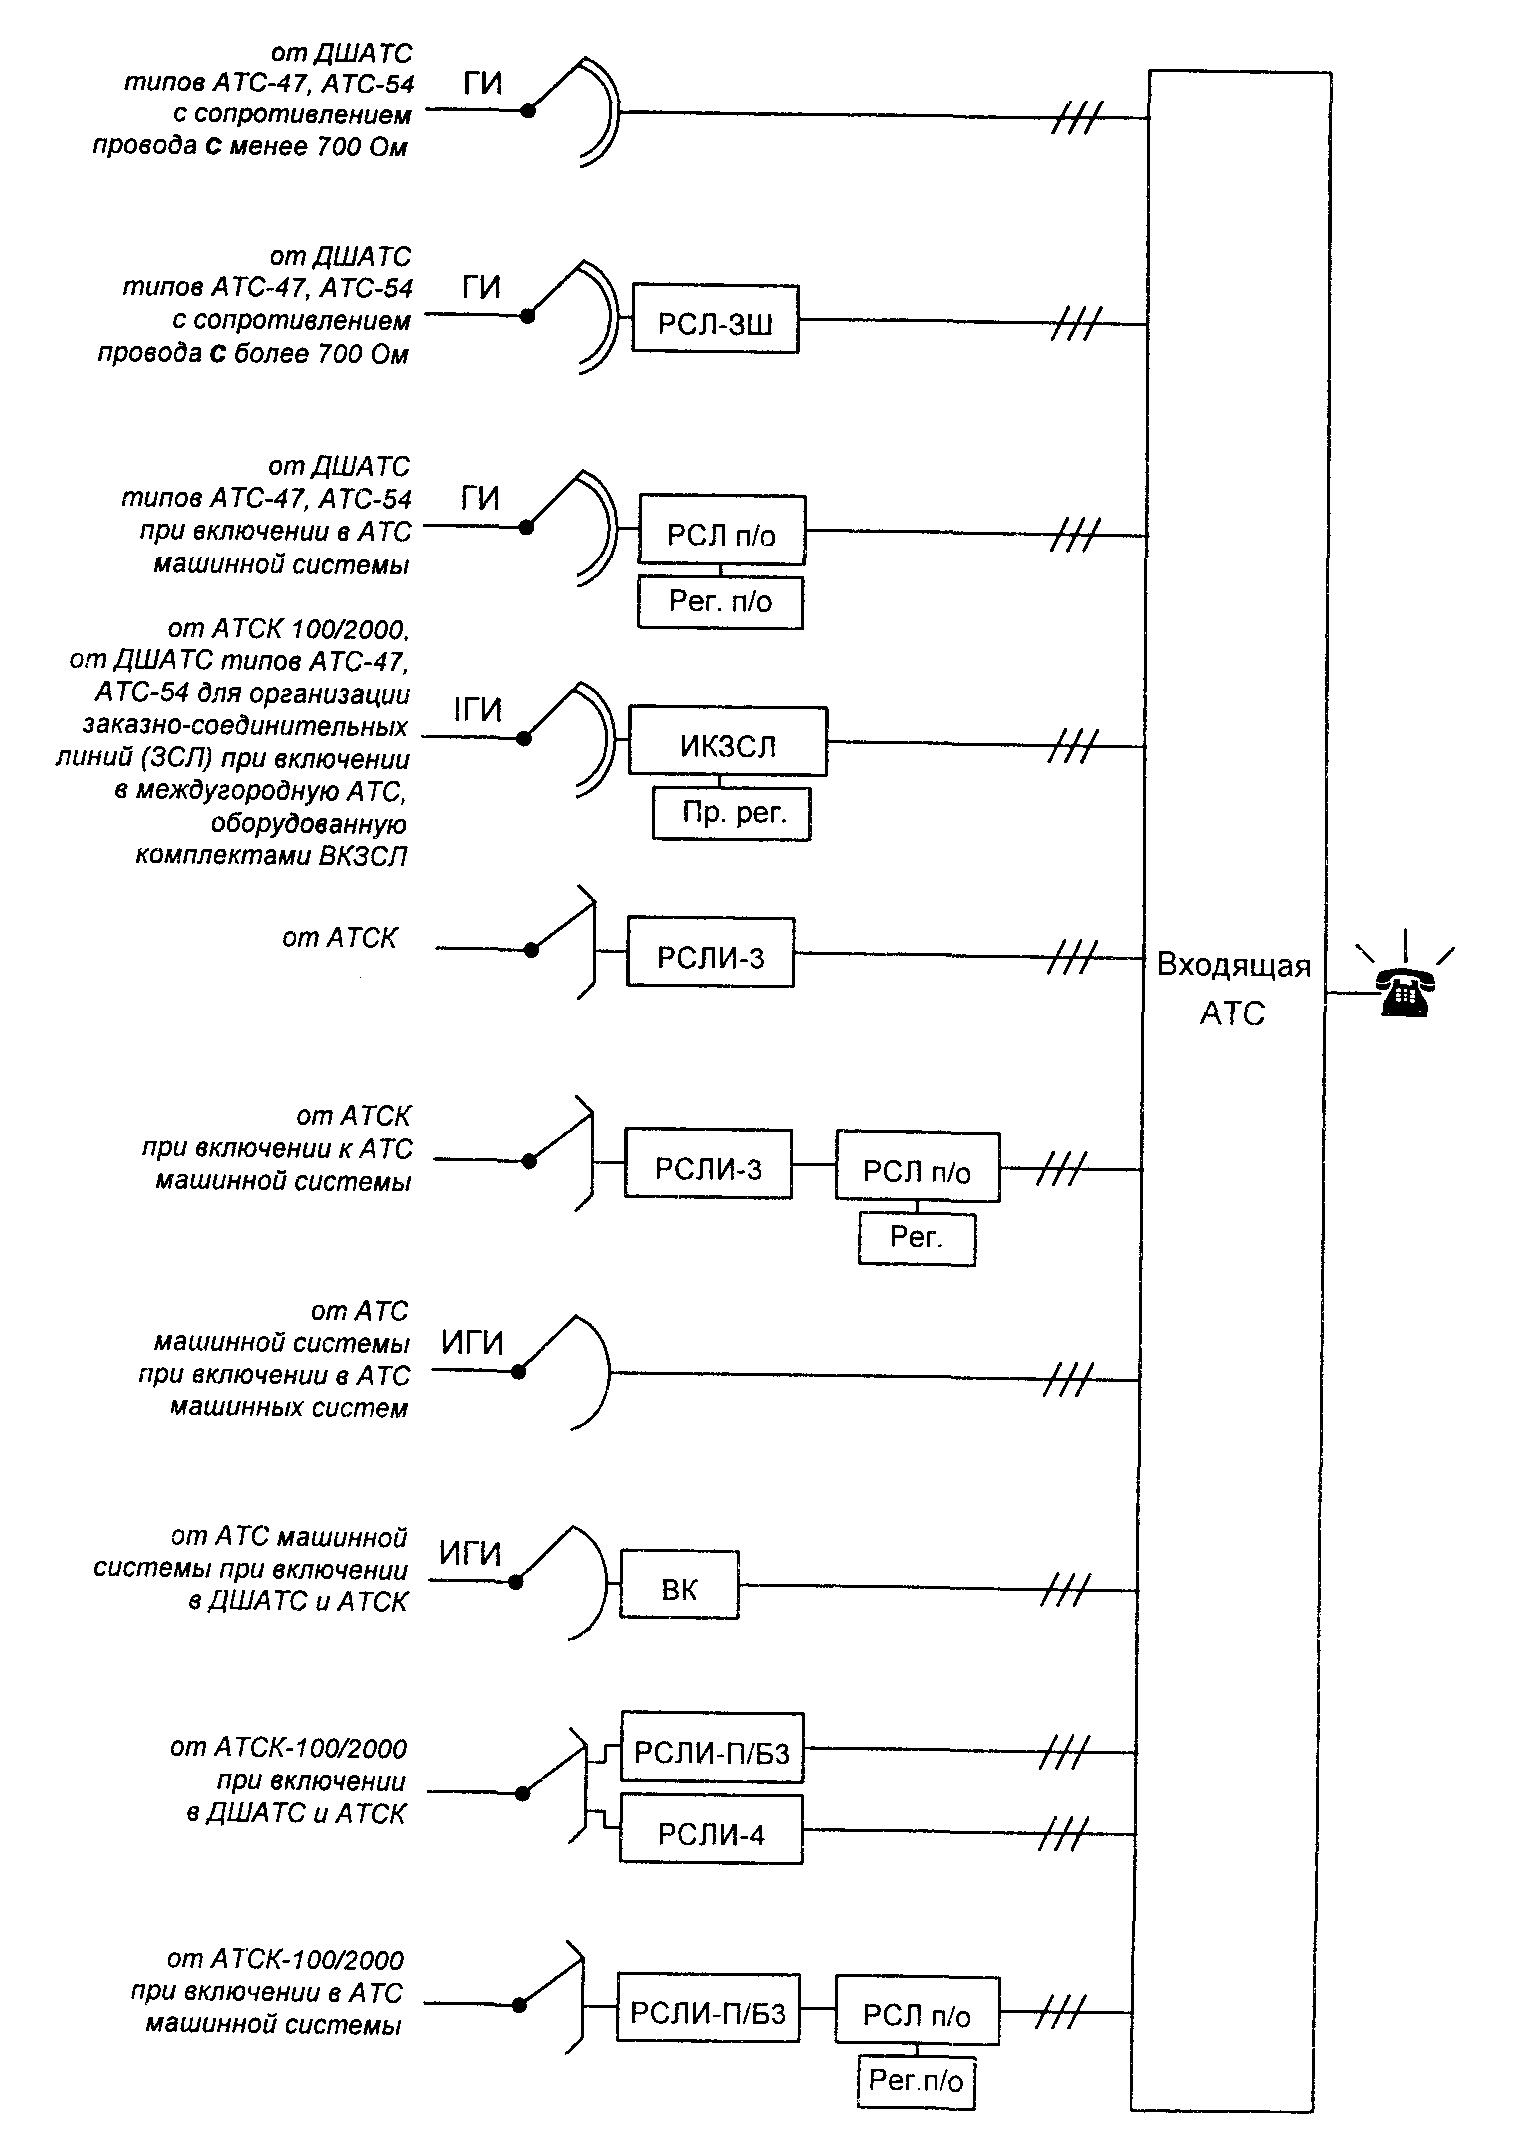 от ДШАТС
типов АТС-47, АТС-54
с сопротивлением
провода С менее 700 Ом
ГИ
от ДШАТС
типов АТС-47, АТС-54
с сопротивлением
провода С более 700 Ом
ГИ
РСЛ-3Ш
от ДШАТС
типов АТС-47, АТС-54
при включении в АТС
машинной системы
ГИ
РСЛ п/о
Рег. п/о
от АТСК 100/2000,
от ДШАТС типов АТС-47,
АТС-54 для организации
заказно-соединительных
линий (ЗСЛ) при включении
в междугородную АТС,
оборудованную
комплектами ВКЗСЛ
IГИ
ИКЗСЛ
Пр. рег.
от АТСК
РСЛИ-3
Входящая
АТС
от АТСК
при включении к АТС
машинной системы
РСЛИ-3
РСЛ п/о
Рег.
от АТС
машинной системы
при включении в АТС
машинных систем
ИГИ
от АТС машинной
системы при включении
в ДШАТС и АТСК
ИГИ
ВК
от АТСК-100/2000
при включении
в ДШАТС и АТСК
РСЛИ-П/Б3
РСЛИ-4
от АТСК-100/2000
при включении в АТС
машинной системы
РСЛИ-П/Б3
РСЛ п/о
Рег.п/о